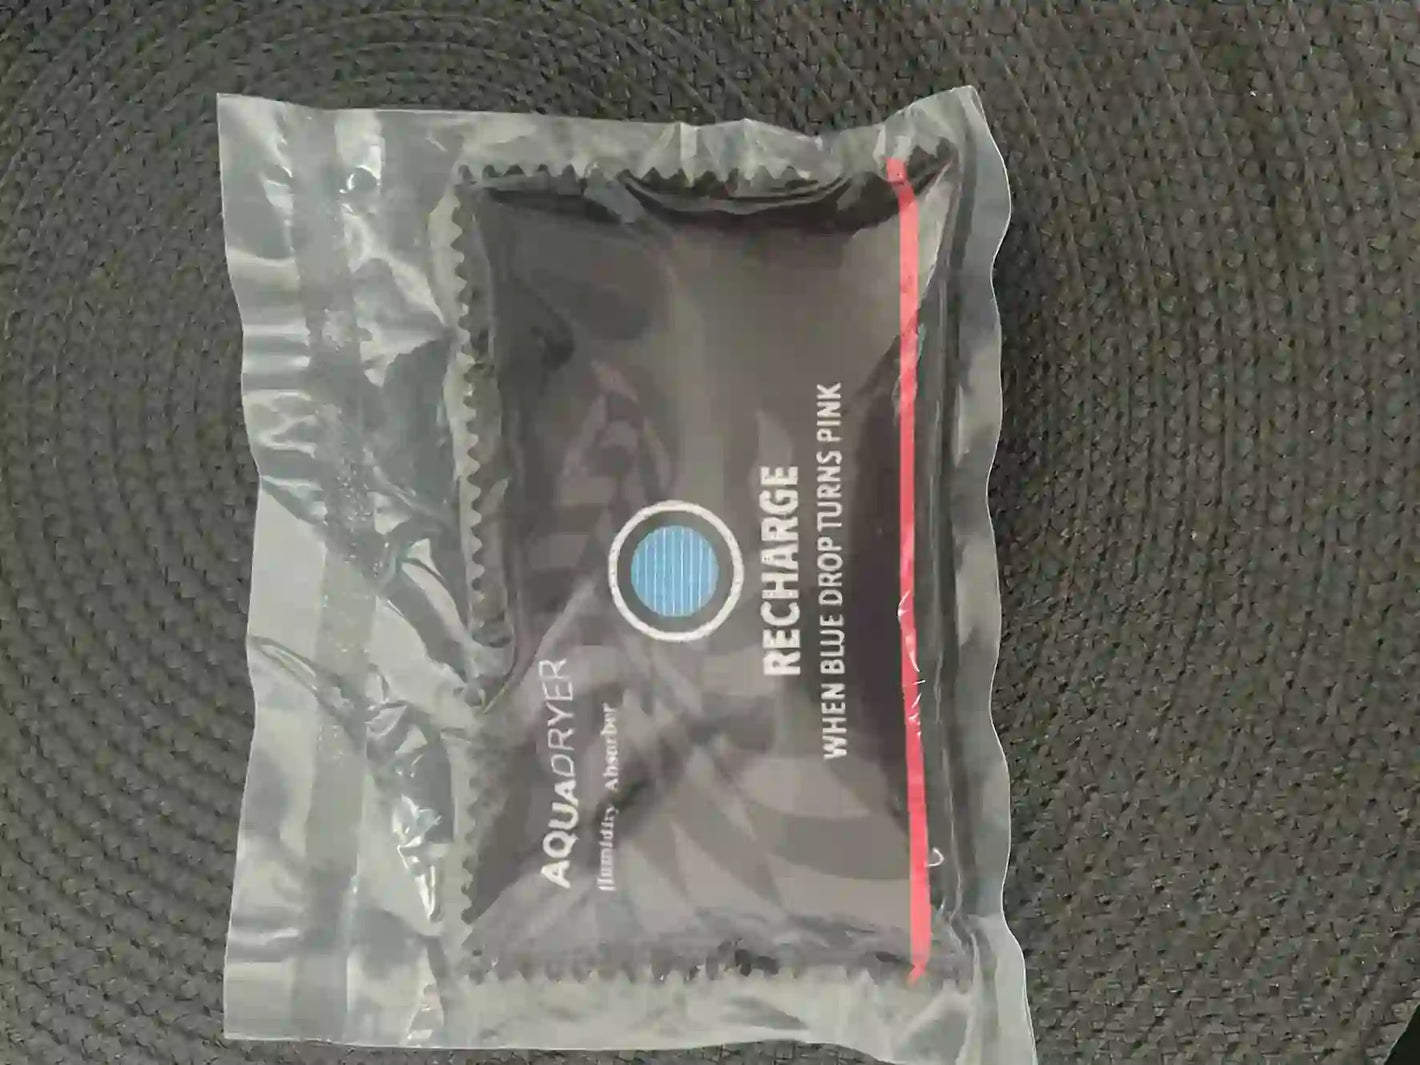 AQUADRYER
Humidity Absorber
RECHARGE
WHEN BLUE DROP TURNS PINK